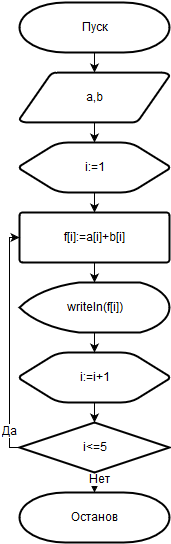 Пуск
a,b
i:=1
f[i]:=a[i]+b[i]
writeln(f[i])
i:=i+1
i<=5
Да
Нет
Останов